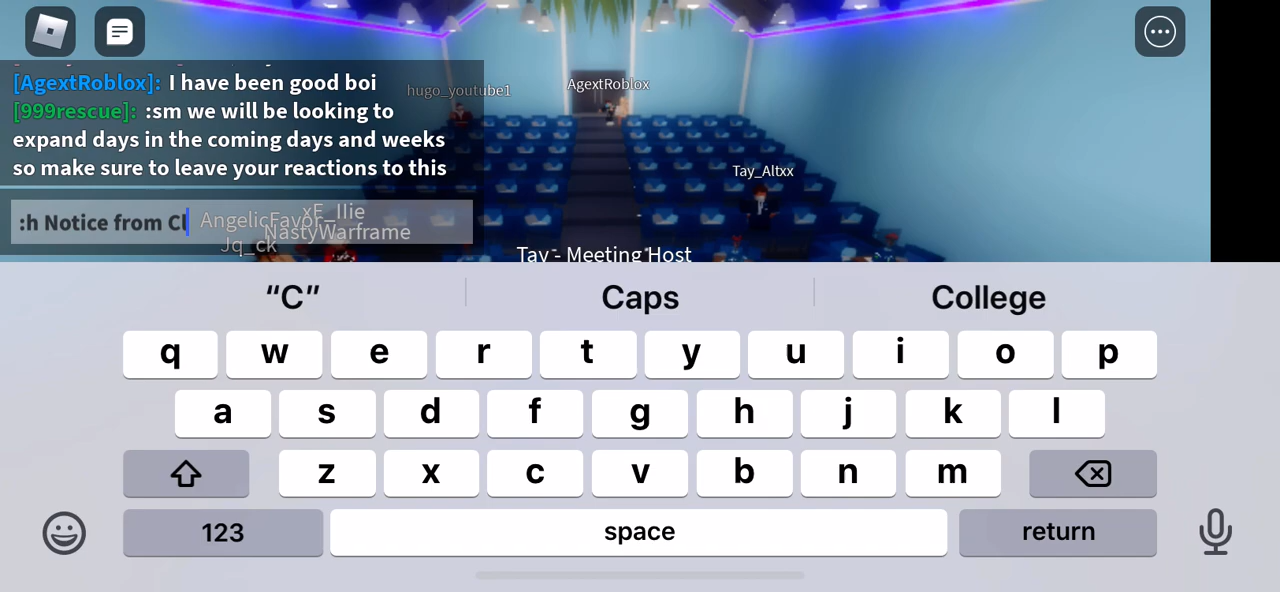 [AgextRoblox]: I have been good boi
[999rescue]: :sm we will be looking to
expand days in the coming days and weeks
so make sure to leave your reactions to this
hugo_youtube1
AgextRoblox
Tay_Altxx
:h Notice from Cl
AngelicFavor
xF_IIie
NastyWarframe
Jq_ck
Tay - Meeting Host
“C”
Caps
College
q w e r t y u i o p
a s d f g h j k l
z x c v b n m
123
space
return